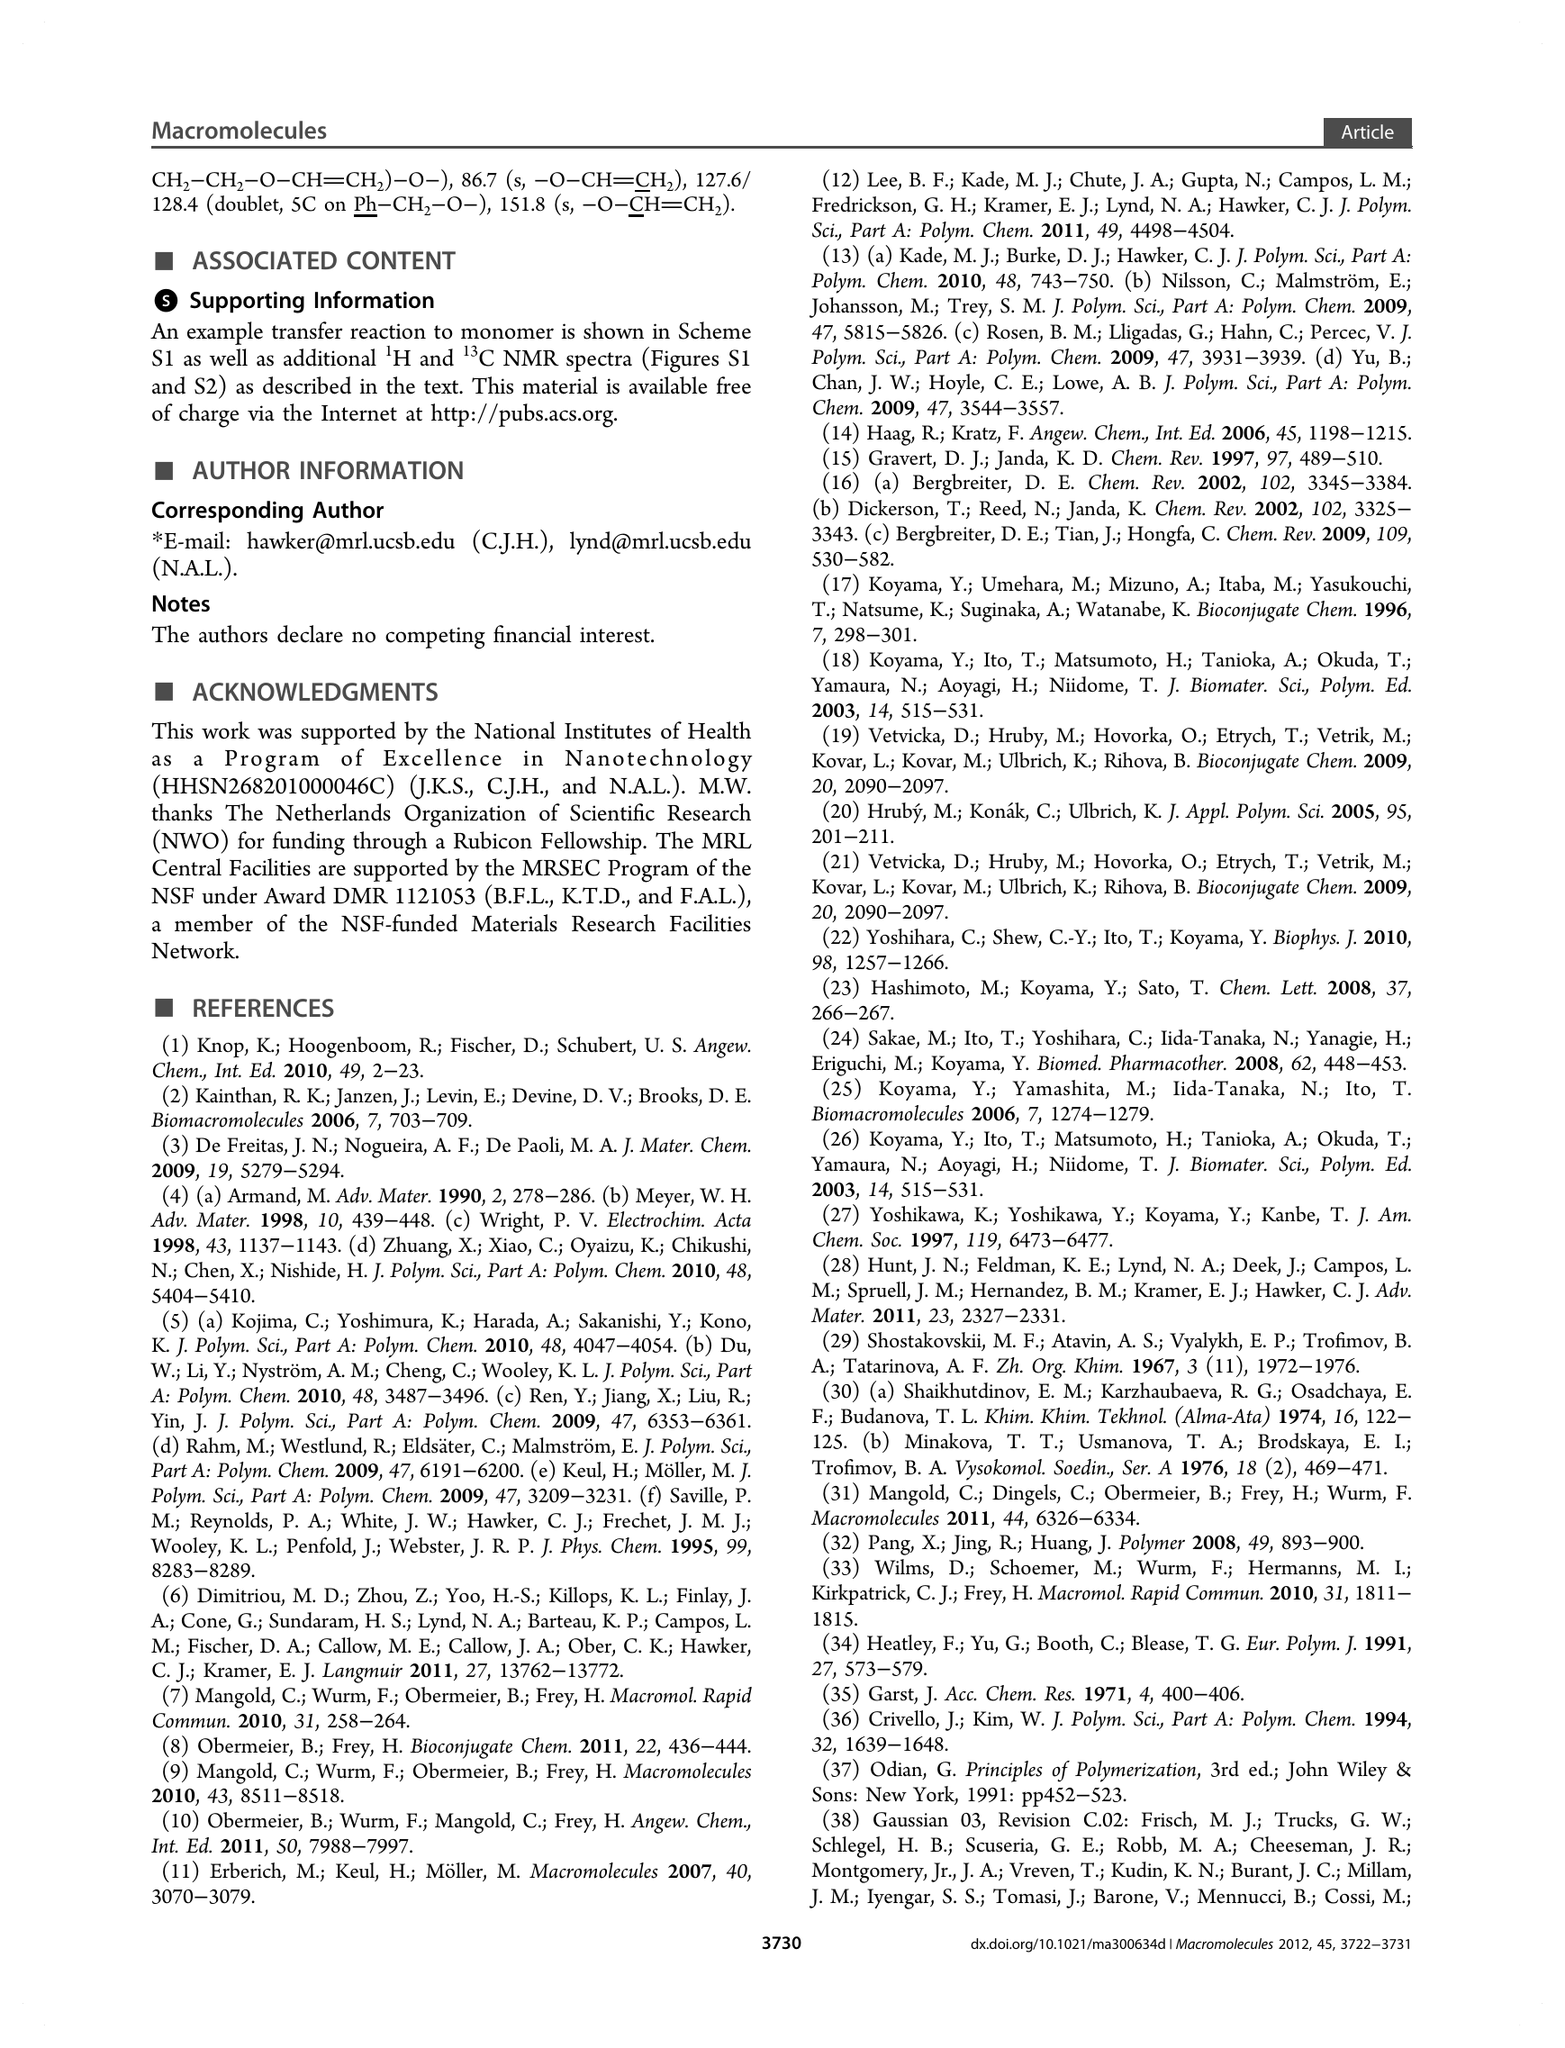 Macromolecules
Article
CH2−CH2−O−CH=CH2)−O−), 86.7 (s, −O−CH=CH2), 127.6/
128.4 (doublet, 5C on Ph−CH2−O−), 151.8 (s, −O−CH=CH2).
■ ASSOCIATED CONTENT
S Supporting Information
An example transfer reaction to monomer is shown in Scheme
S1 as well as additional 1H and 13C NMR spectra (Figures S1
and S2) as described in the text. This material is available free
of charge via the Internet at http://pubs.acs.org.
■ AUTHOR INFORMATION
Corresponding Author
*E-mail: hawker@mrl.ucsb.edu (C.J.H.), lynd@mrl.ucsb.edu
(N.A.L.).
Notes
The authors declare no competing financial interest.
■ ACKNOWLEDGMENTS
This work was supported by the National Institutes of Health
as a Program of Excellence in Nanotechnology
(HHSN268201000046C) (J.K.S., C.J.H., and N.A.L.). M.W.
thanks The Netherlands Organization of Scientific Research
(NWO) for funding through a Rubicon Fellowship. The MRL
Central Facilities are supported by the MRSEC Program of the
NSF under Award DMR 1121053 (B.F.L., K.T.D., and F.A.L.),
a member of the NSF-funded Materials Research Facilities
Network.
■ REFERENCES
(1) Knop, K.; Hoogenboom, R.; Fischer, D.; Schubert, U. S. Angew.
Chem., Int. Ed. 2010, 49, 2−23.
(2) Kainthan, R. K.; Janzen, J.; Levin, E.; Devine, D. V.; Brooks, D. E.
Biomacromolecules 2006, 7, 703−709.
(3) De Freitas, J. N.; Nogueira, A. F.; De Paoli, M. A. J. Mater. Chem.
2009, 19, 5279−5294.
(4) (a) Armand, M. Adv. Mater. 1990, 2, 278−286. (b) Meyer, W. H.
Adv. Mater. 1998, 10, 439−448. (c) Wright, P. V. Electrochim. Acta
1998, 43, 1137−1143. (d) Zhuang, X.; Xiao, C.; Oyaizu, K.; Chikushi,
N.; Chen, X.; Nishide, H. J. Polym. Sci., Part A: Polym. Chem. 2010, 48,
5404−5410.
(5) (a) Kojima, C.; Yoshimura, K.; Harada, A.; Sakanishi, Y.; Kono,
K. J. Polym. Sci., Part A: Polym. Chem. 2010, 48, 4047−4054. (b) Du,
W.; Li, Y.; Nyström, A. M.; Cheng, C.; Wooley, K. L. J. Polym. Sci., Part
A: Polym. Chem. 2010, 48, 3487−3496. (c) Ren, Y.; Jiang, X.; Liu, R.;
Yin, J. J. Polym. Sci., Part A: Polym. Chem. 2009, 47, 6353−6361.
(d) Rahm, M.; Westlund, R.; Eldsäter, C.; Malmström, E. J. Polym. Sci.,
Part A: Polym. Chem. 2009, 47, 6191−6200. (e) Keul, H.; Möller, M. J.
Polym. Sci., Part A: Polym. Chem. 2009, 47, 3209−3231. (f) Saville, P.
M.; Reynolds, P. A.; White, J. W.; Hawker, C. J.; Frechet, J. M. J.;
Wooley, K. L.; Penfold, J.; Webster, J. R. P. J. Phys. Chem. 1995, 99,
8283−8289.
(6) Dimitriou, M. D.; Zhou, Z.; Yoo, H.-S.; Killops, K. L.; Finlay, J.
A.; Cone, G.; Sundaram, H. S.; Lynd, N. A.; Barteau, K. P.; Campos, L.
M.; Fischer, D. A.; Callow, M. E.; Callow, J. A.; Ober, C. K.; Hawker,
C. J.; Kramer, E. J. Langmuir 2011, 27, 13762−13772.
(7) Mangold, C.; Wurm, F.; Obermeier, B.; Frey, H. Macromol. Rapid
Commun. 2010, 31, 258−264.
(8) Obermeier, B.; Frey, H. Bioconjugate Chem. 2011, 22, 436−444.
(9) Mangold, C.; Wurm, F.; Obermeier, B.; Frey, H. Macromolecules
2010, 43, 8511−8518.
(10) Obermeier, B.; Wurm, F.; Mangold, C.; Frey, H. Angew. Chem.,
Int. Ed. 2011, 50, 7988−7997.
(11) Erberich, M.; Keul, H.; Möller, M. Macromolecules 2007, 40,
3070−3079.
(12) Lee, B. F.; Kade, M. J.; Chute, J. A.; Gupta, N.; Campos, L. M.;
Fredrickson, G. H.; Kramer, E. J.; Lynd, N. A.; Hawker, C. J. J. Polym.
Sci., Part A: Polym. Chem. 2011, 49, 4498−4504.
(13) (a) Kade, M. J.; Burke, D. J.; Hawker, C. J. J. Polym. Sci., Part A:
Polym. Chem. 2010, 48, 743−750. (b) Nilsson, C.; Malmström, E.;
Johansson, M.; Trey, S. M. J. Polym. Sci., Part A: Polym. Chem. 2009,
47, 5815−5826. (c) Rosen, B. M.; Lligadas, G.; Hahn, C.; Percec, V. J.
Polym. Sci., Part A: Polym. Chem. 2009, 47, 3931−3939. (d) Yu, B.;
Chan, J. W.; Hoyle, C. E.; Lowe, A. B. J. Polym. Sci., Part A: Polym.
Chem. 2009, 47, 3544−3557.
(14) Haag, R.; Kratz, F. Angew. Chem., Int. Ed. 2006, 45, 1198−1215.
(15) Gravert, D. J.; Janda, K. D. Chem. Rev. 1997, 97, 489−510.
(16) (a) Bergbreiter, D. E. Chem. Rev. 2002, 102, 3345−3384.
(b) Dickerson, T.; Reed, N.; Janda, K. Chem. Rev. 2002, 102, 3325−
3343. (c) Bergbreiter, D. E.; Tian, J.; Hongfa, C. Chem. Rev. 2009, 109,
530−582.
(17) Koyama, Y.; Umehara, M.; Mizuno, A.; Itaba, M.; Yasukouchi,
T.; Natsume, K.; Suginaka, A.; Watanabe, K. Bioconjugate Chem. 1996,
7, 298−301.
(18) Koyama, Y.; Ito, T.; Matsumoto, H.; Tanioka, A.; Okuda, T.;
Yamaura, N.; Aoyagi, H.; Niidome, T. J. Biomater. Sci., Polym. Ed.
2003, 14, 515−531.
(19) Vetvicka, D.; Hruby, M.; Hovorka, O.; Etrych, T.; Vetrik, M.;
Kovar, L.; Kovar, M.; Ulbrich, K.; Rihova, B. Bioconjugate Chem. 2009,
20, 2090−2097.
(20) Hrubý, M.; Konák, C.; Ulbrich, K. J. Appl. Polym. Sci. 2005, 95,
201−211.
(21) Vetvicka, D.; Hruby, M.; Hovorka, O.; Etrych, T.; Vetrik, M.;
Kovar, L.; Kovar, M.; Ulbrich, K.; Rihova, B. Bioconjugate Chem. 2009,
20, 2090−2097.
(22) Yoshihara, C.; Shew, C.-Y.; Ito, T.; Koyama, Y. Biophys. J. 2010,
98, 1257−1266.
(23) Hashimoto, M.; Koyama, Y.; Sato, T. Chem. Lett. 2008, 37,
266−267.
(24) Sakae, M.; Ito, T.; Yoshihara, C.; Iida-Tanaka, N.; Yanagie, H.;
Eriguchi, M.; Koyama, Y. Biomed. Pharmacother. 2008, 62, 448−453.
(25) Koyama, Y.; Yamashita, M.; Iida-Tanaka, N.; Ito, T.
Biomacromolecules 2006, 7, 1274−1279.
(26) Koyama, Y.; Ito, T.; Matsumoto, H.; Tanioka, A.; Okuda, T.;
Yamaura, N.; Aoyagi, H.; Niidome, T. J. Biomater. Sci., Polym. Ed.
2003, 14, 515−531.
(27) Yoshikawa, K.; Yoshikawa, Y.; Koyama, Y.; Kanbe, T. J. Am.
Chem. Soc. 1997, 119, 6473−6477.
(28) Hunt, J. N.; Feldman, K. E.; Lynd, N. A.; Deek, J.; Campos, L.
M.; Spruell, J. M.; Hernandez, B. M.; Kramer, E. J.; Hawker, C. J. Adv.
Mater. 2011, 23, 2327−2331.
(29) Shostakovskii, M. F.; Atavin, A. S.; Vyalykh, E. P.; Trofimov, B.
A.; Tatarinova, A. F. Zh. Org. Khim. 1967, 3 (11), 1972−1976.
(30) (a) Shaikhutdinov, E. M.; Karzhaubaeva, R. G.; Osadchaya, E.
F.; Budanova, T. L. Khim. Khim. Tekhnol. (Alma-Ata) 1974, 16, 122−
125. (b) Minakova, T. T.; Usmanova, T. A.; Brodskaya, E. I.;
Trofimov, B. A. Vysokomol. Soedin., Ser. A 1976, 18 (2), 469−471.
(31) Mangold, C.; Dingels, C.; Obermeier, B.; Frey, H.; Wurm, F.
Macromolecules 2011, 44, 6326−6334.
(32) Pang, X.; Jing, R.; Huang, J. Polymer 2008, 49, 893−900.
(33) Wilms, D.; Schoemer, M.; Wurm, F.; Hermanns, M. I.;
Kirkpatrick, C. J.; Frey, H. Macromol. Rapid Commun. 2010, 31, 1811−
1815.
(34) Heatley, F.; Yu, G.; Booth, C.; Blease, T. G. Eur. Polym. J. 1991,
27, 573−579.
(35) Garst, J. Acc. Chem. Res. 1971, 4, 400−406.
(36) Crivello, J.; Kim, W. J. Polym. Sci., Part A: Polym. Chem. 1994,
32, 1639−1648.
(37) Odian, G. Principles of Polymerization, 3rd ed.; John Wiley &
Sons: New York, 1991: pp452−523.
(38) Gaussian 03, Revision C.02: Frisch, M. J.; Trucks, G. W.;
Schlegel, H. B.; Scuseria, G. E.; Robb, M. A.; Cheeseman, J. R.;
Montgomery, Jr., J. A.; Vreven, T.; Kudin, K. N.; Burant, J. C.; Millam,
J. M.; Iyengar, S. S.; Tomasi, J.; Barone, V.; Mennucci, B.; Cossi, M.;
3730
dx.doi.org/10.1021/ma300634d | Macromolecules 2012, 45, 3722−3731